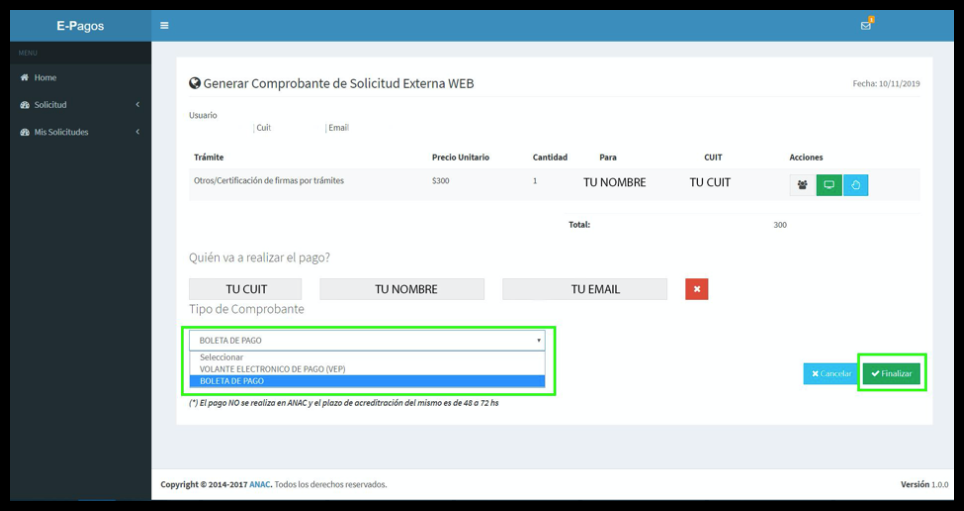 E-Pagos
1
MENU
Home
Solicitud
Mis Solicitudes
Generar Comprobante de Solicitud Externa WEB
Fecha: 10/11/2019
Usuario
| Cuit | Email
Trámite Precio Unitario Cantidad Para CUIT Acciones
Otros/Certificación de firmas por trámites $300 1 TU NOMBRE TU CUIT
Total: 300
Quién va a realizar el pago?
TU CUIT TU NOMBRE TU EMAIL
Tipo de Comprobante
BOLETA DE PAGO
Seleccionar
VOLANTE ELECTRONICO DE PAGO (VEP)
BOLETA DE PAGO
Cancelar Finalizar
(*) El pago NO se realiza en ANAC y el plazo de acreditración del mismo es de 48 a 72 hs
Copyright © 2014-2017 ANAC. Todos los derechos reservados. Versión 1.0.0